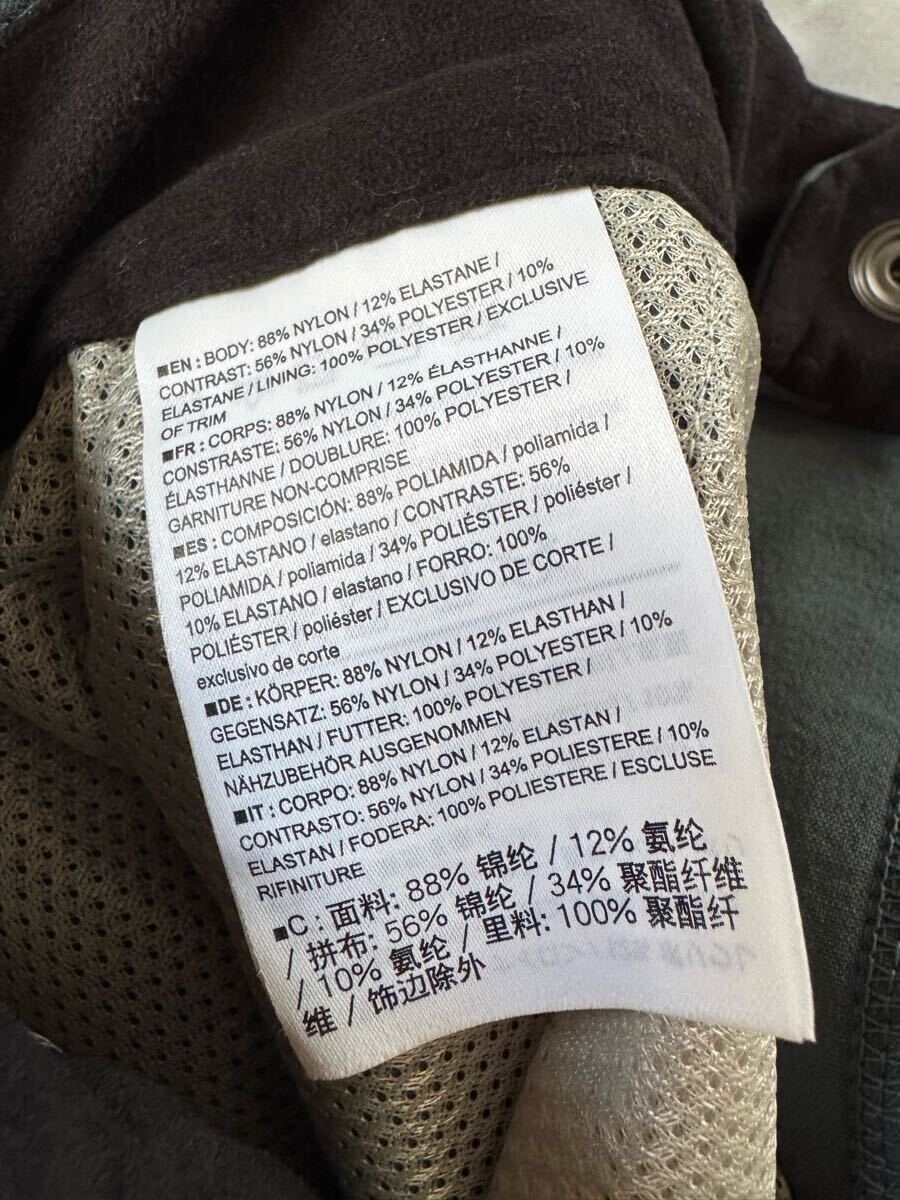 ■EN : BODY: 88% NYLON / 12% ELASTANE /
CONTRAST: 56% NYLON / 34% POLYESTER / 10%
ELASTANE / LINING: 100% POLYESTER / EXCLUSIVE
OF TRIM
■FR : CORPS: 88% NYLON / 12% ÉLASTHANNE /
CONSTRASTE: 56% NYLON / 34% POLYESTER / 10%
ÉLASTHANNE / DOUBLURE: 100% POLYESTER /
GARNITURE NON-COMPRISE
■ES : COMPOSICIÓN: 88% POLIAMIDA / poliamida /
12% ELASTANO / elastano / CONTRASTE: 56%
POLIAMIDA / poliamida / 34% POLIÉSTER / poliéster /
10% ELASTANO / elastano / FORRO: 100%
POLIÉSTER / poliéster / EXCLUSIVO DE CORTE /
exclusivo de corte
■DE : KÖRPER: 88% NYLON / 12% ELASTHAN /
GEGENSATZ: 56% NYLON / 34% POLYESTER / 10%
ELASTHAN / FUTTER: 100% POLYESTER /
NÄHZUBEHÖR AUSGENOMMEN
■IT : CORPO: 88% NYLON / 12% ELASTAN /
CONTRASTO: 56% NYLON / 34% POLIESTERE / 10%
ELASTAN / FODERA: 100% POLIESTERE / ESCLUSE
RIFINITURE
■C : 面料: 88% 锦纶 / 12% 氨纶
/ 拼布: 56% 锦纶 / 34% 聚酯纤维
/ 10% 氨纶 / 里料: 100% 聚酯纤
维 / 饰边除外